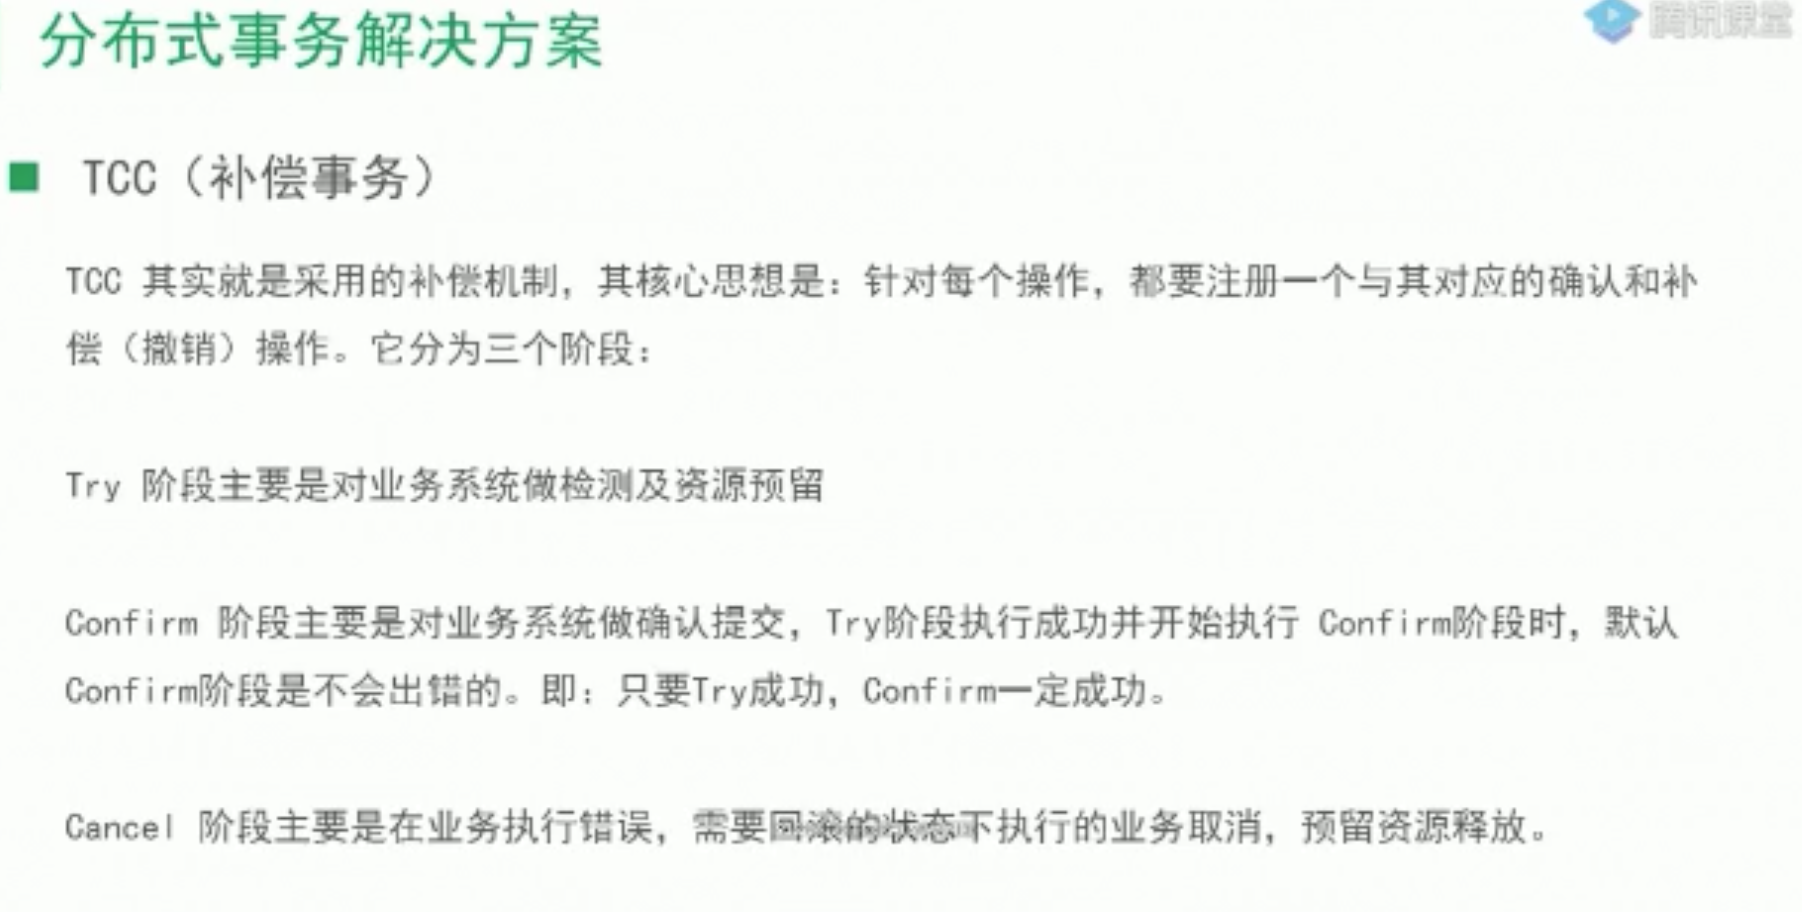 分布式事务解决方案
腾讯课堂
■ TCC（补偿事务）
TCC 其实就是采用的补偿机制，其核心思想是：针对每个操作，都要注册一个与其对应的确认和补
偿（撤销）操作。它分为三个阶段：
Try 阶段主要是对业务系统做检测及资源预留
Confirm 阶段主要是对业务系统做确认提交，Try阶段执行成功并开始执行 Confirm阶段时，默认
Confirm阶段是不会出错的。即：只要Try成功，Confirm一定成功。
Cancel 阶段主要是在业务执行错误，需要回滚的状态下执行的业务取消，预留资源释放。